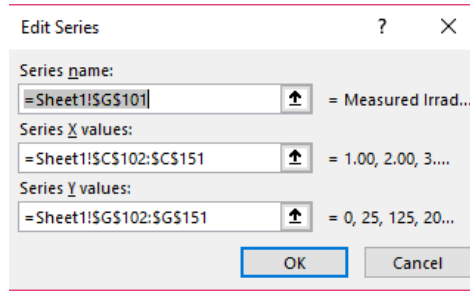 Edit Series ? ×
Series name:
=Sheet1!$G$101 = Measured Irrad...
Series X values:
=Sheet1!$C$102:$C$151 = 1.00, 2.00, 3....
Series Y values:
=Sheet1!$G$102:$G$151 = 0, 25, 125, 20...
OK Cancel